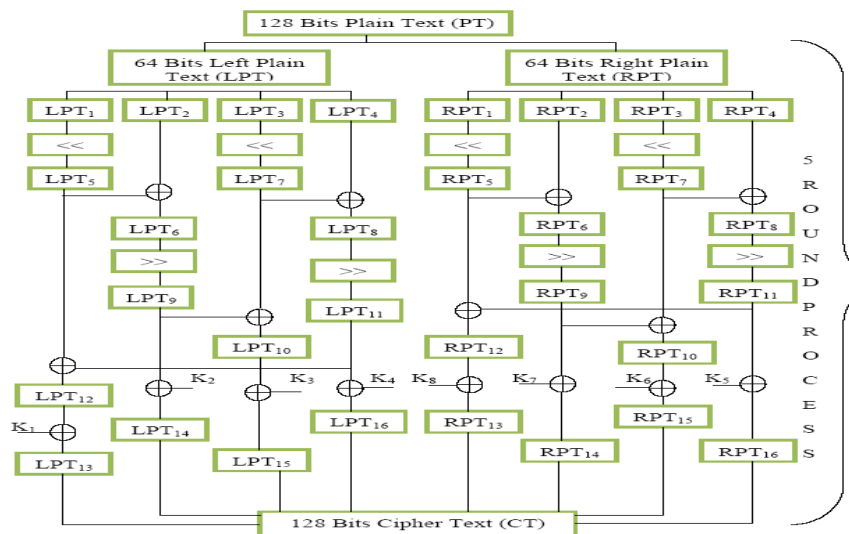 128 Bits Plain Text (PT)
64 Bits Left Plain
Text (LPT)
64 Bits Right Plain
Text (RPT)
LPT₁ LPT₂ LPT₃ LPT₄ RPT₁ RPT₂ RPT₃ RPT₄
<< << << <<
LPT₅ LPT₇ RPT₅ RPT₇
LPT₆ LPT₈ RPT₆ RPT₈
>> >> >> >>
LPT₉ LPT₁₁ RPT₉ RPT₁₁
LPT₁₀ RPT₁₂ RPT₁₀
LPT₁₂ K₂ K₃ K₄ K₈ K₇ K₆ K₅
K₁ LPT₁₄ LPT₁₆ RPT₁₃ RPT₁₅
LPT₁₃ LPT₁₅ RPT₁₄ RPT₁₆
128 Bits Cipher Text (CT)
5 ROUND PROCESS